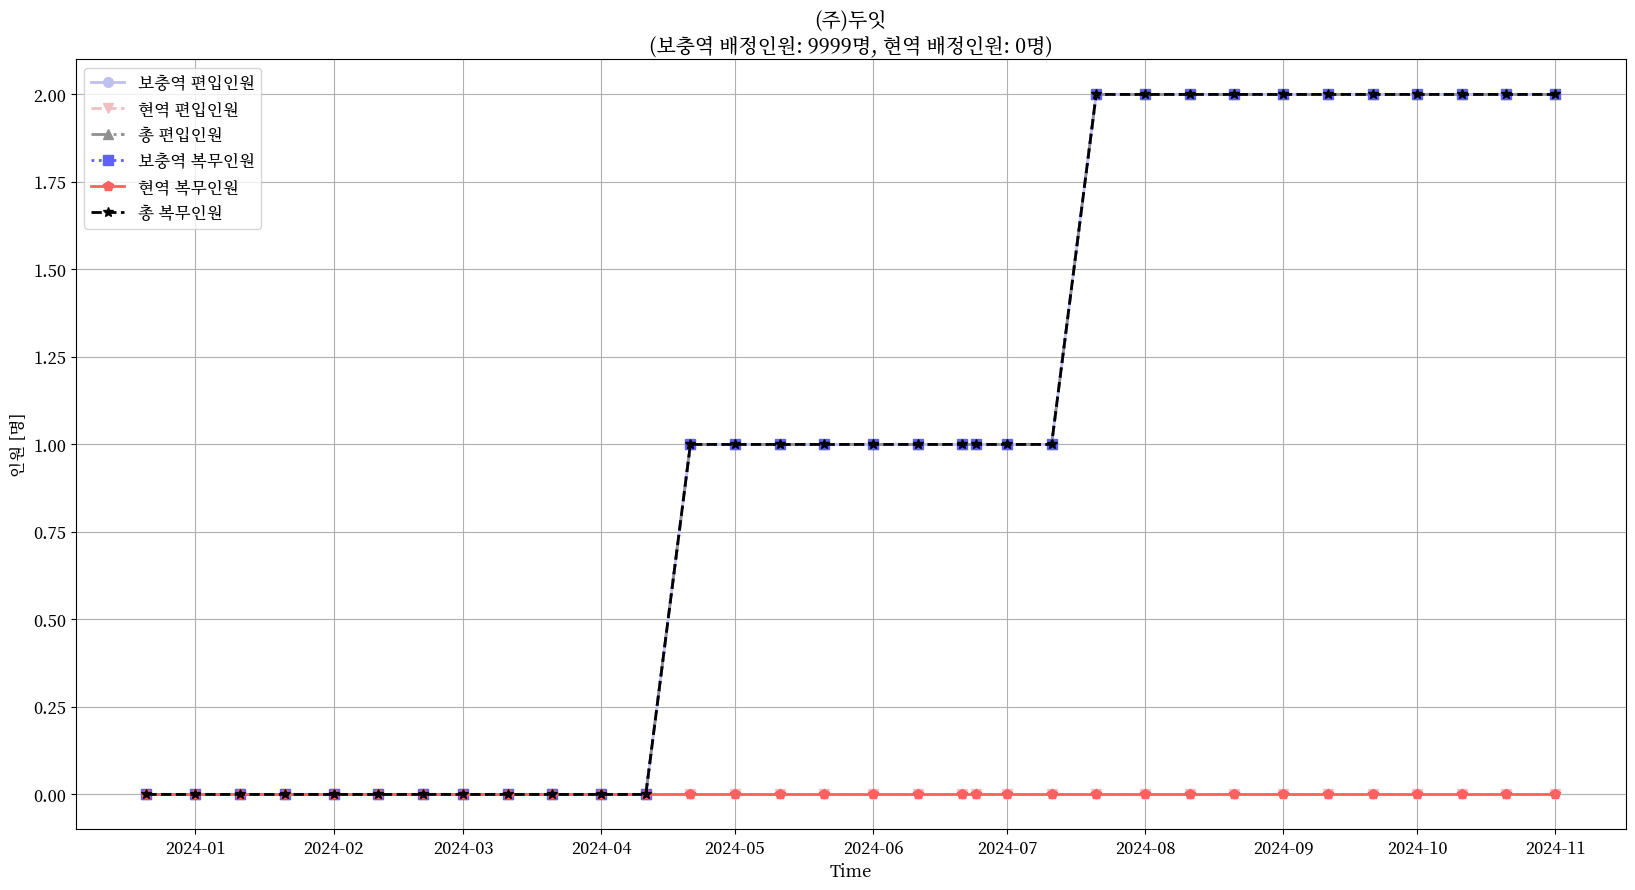 (주)두잇
(보충역 배정인원: 9999명, 현역 배정인원: 0명)
보충역 편입인원
현역 편입인원
총 편입인원
보충역 복무인원
현역 복무인원
총 복무인원
인원 [명]
2.00
1.75
1.50
1.25
1.00
0.75
0.50
0.25
0.00
2024-01 2024-02 2024-03 2024-04 2024-05 2024-06 2024-07 2024-08 2024-09 2024-10 2024-11
Time